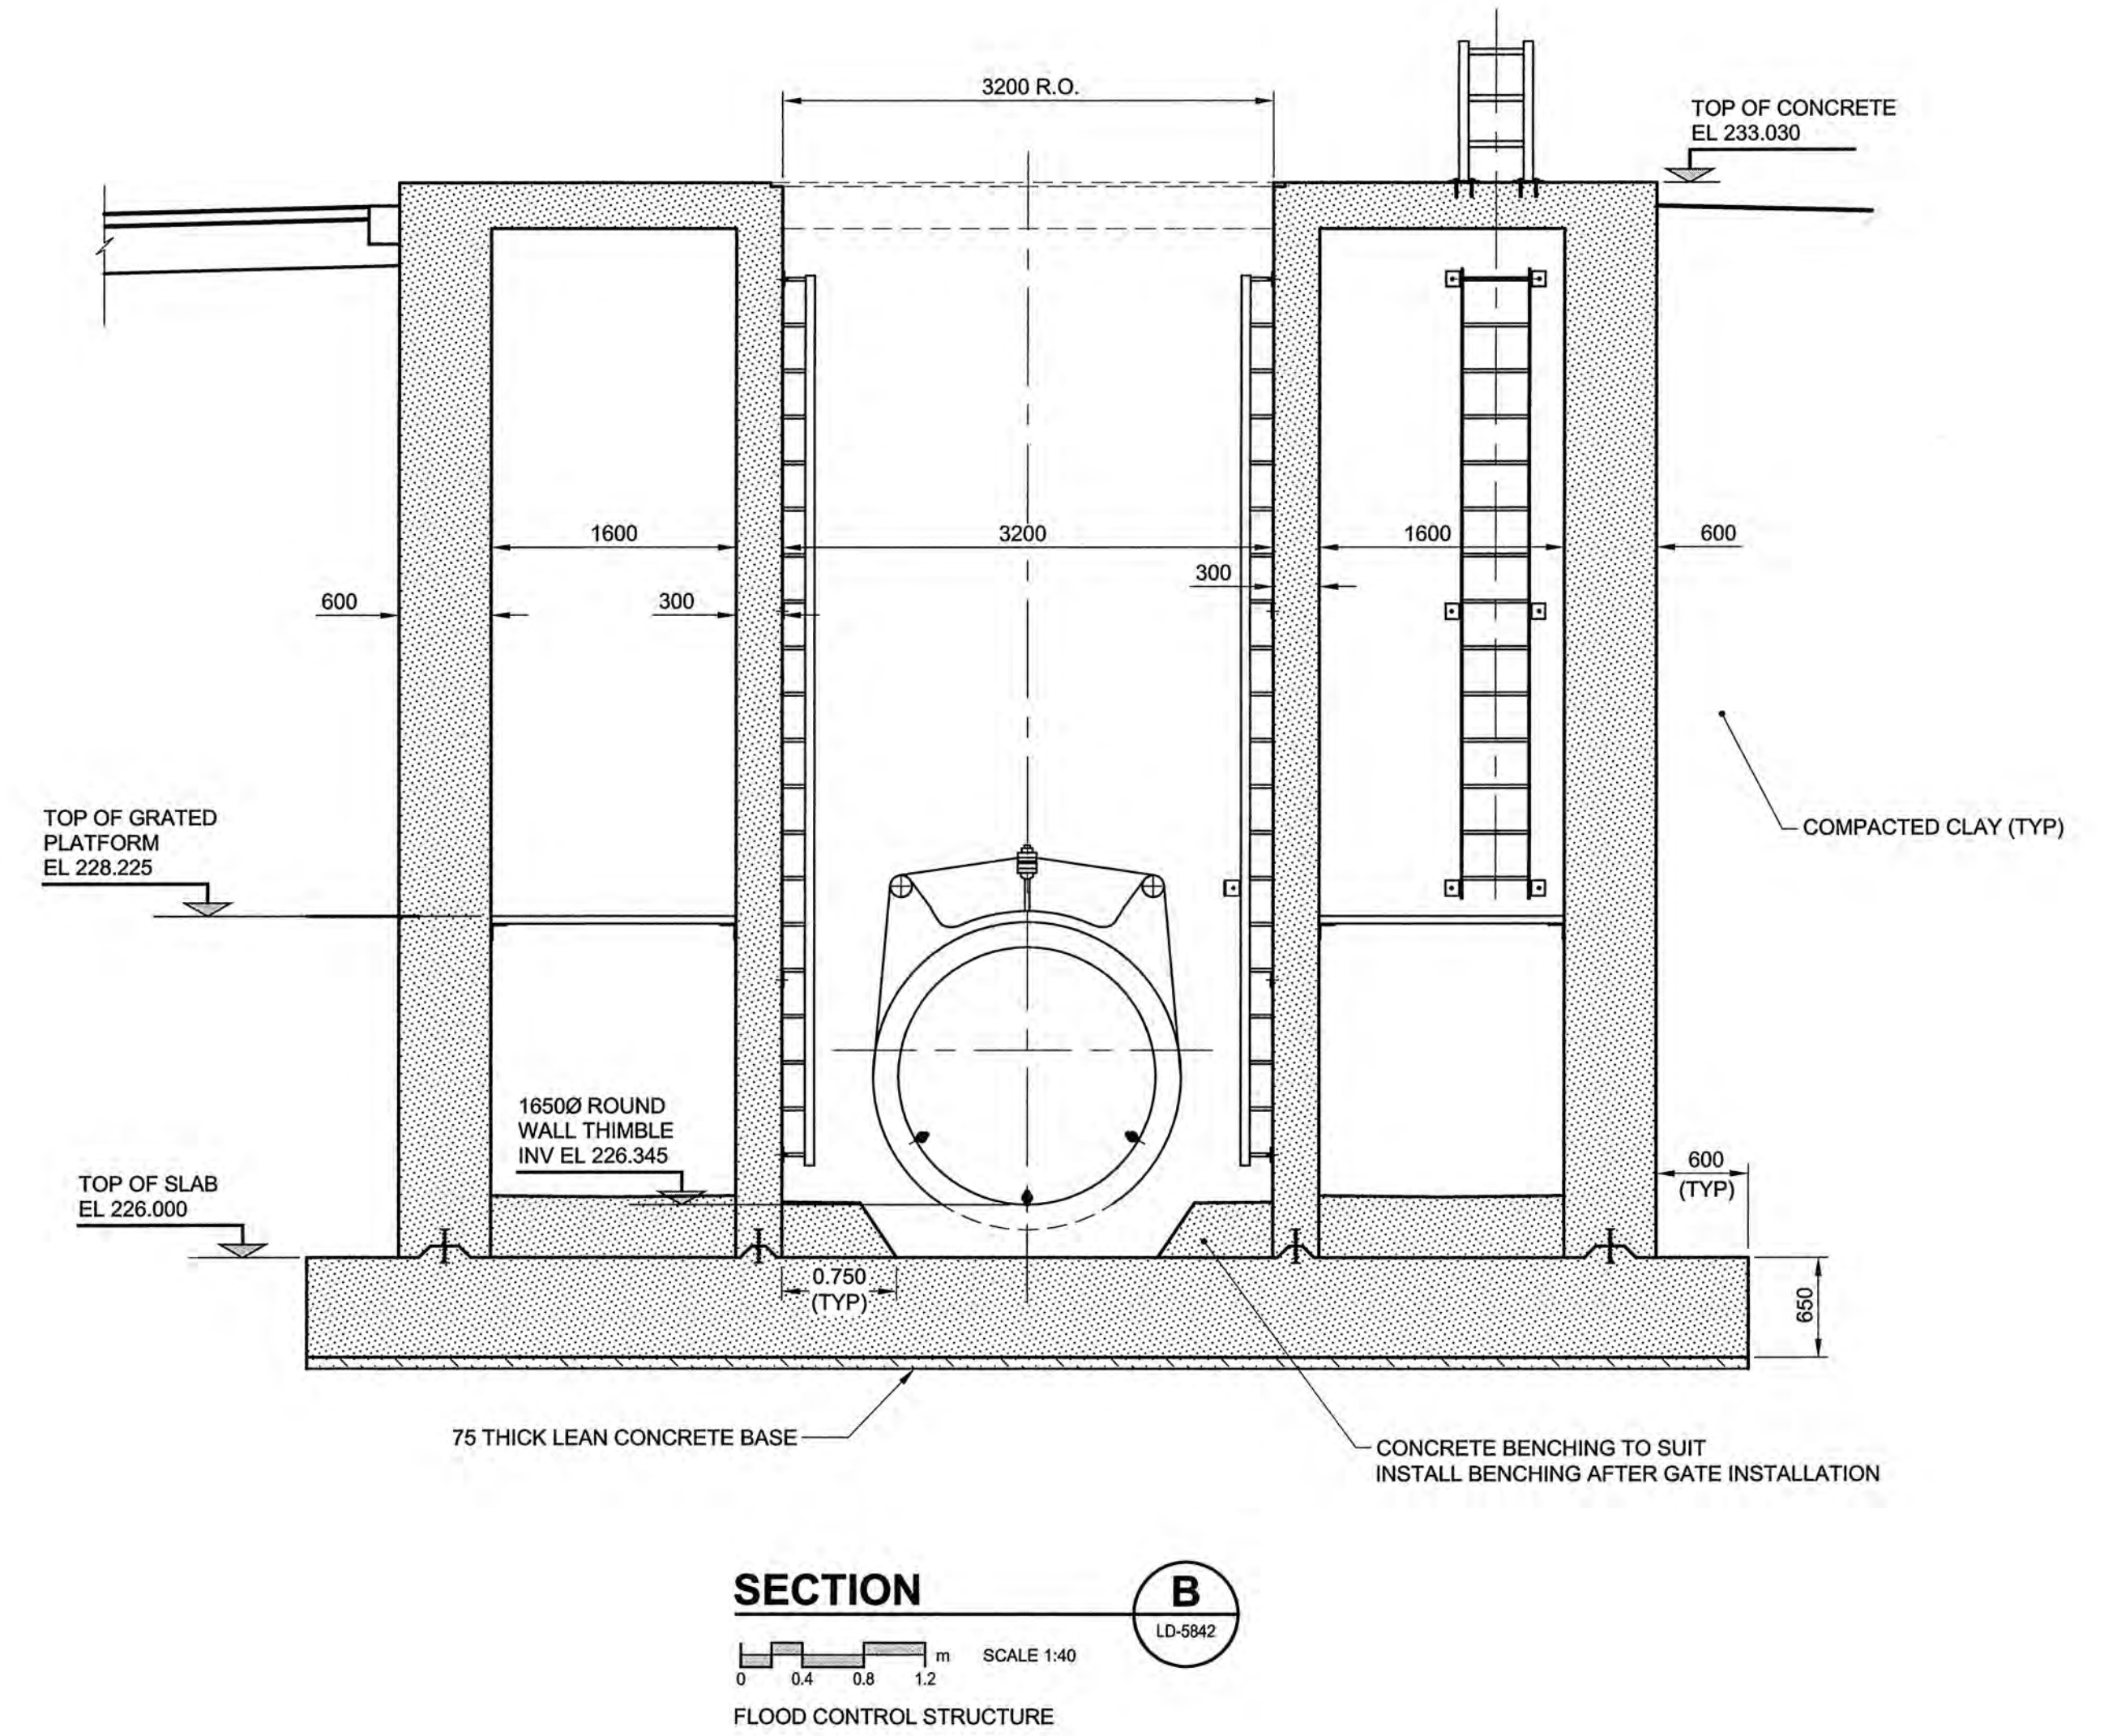 3200 R.O.
TOP OF CONCRETE
EL 233.030
1600
3200
1600
600
300
600
300
TOP OF GRATED
PLATFORM
EL 228.225
COMPACTED CLAY (TYP)
1650Ø ROUND
WALL THIMBLE
INV EL 226.345
TOP OF SLAB
EL 226.000
600
(TYP)
0.750
(TYP)
650
75 THICK LEAN CONCRETE BASE
CONCRETE BENCHING TO SUIT
INSTALL BENCHING AFTER GATE INSTALLATION
SECTION
B
LD-5842
m
SCALE 1:40
0 0.4 0.8 1.2
FLOOD CONTROL STRUCTURE